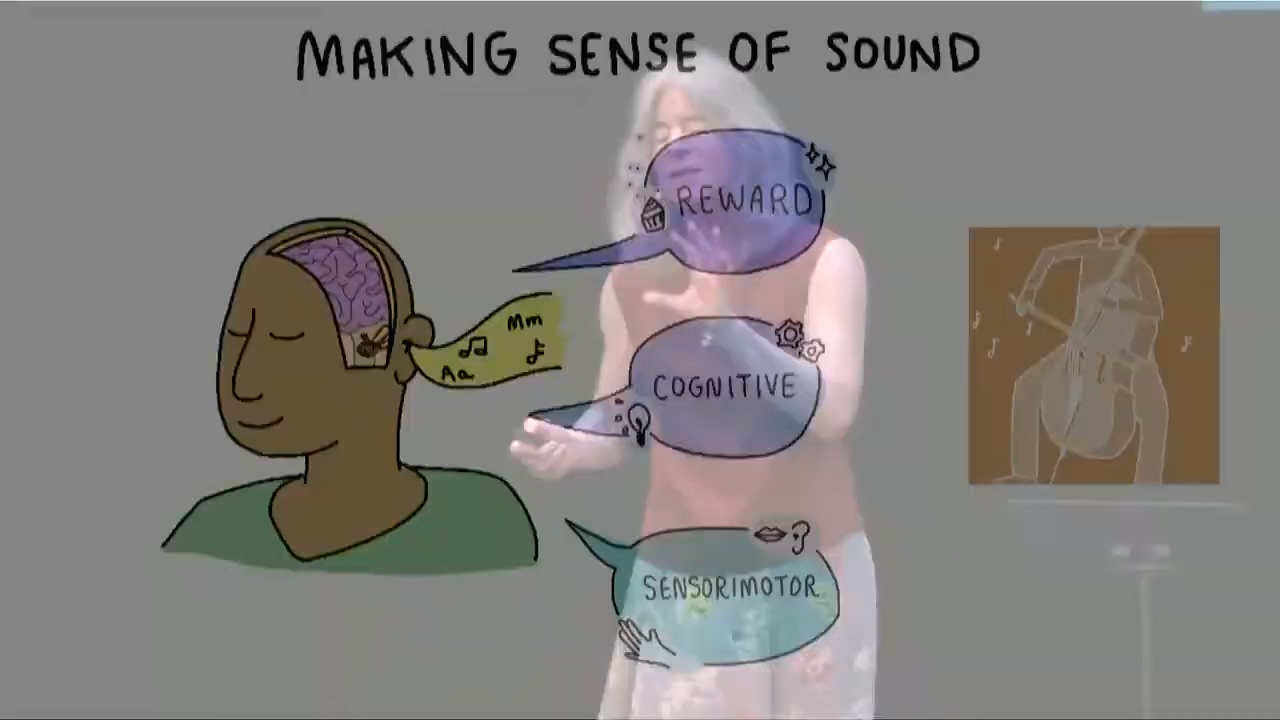 MAKING SENSE OF SOUND
REWARD
Mm
Aa
COGNITIVE
SENSORIMOTOR